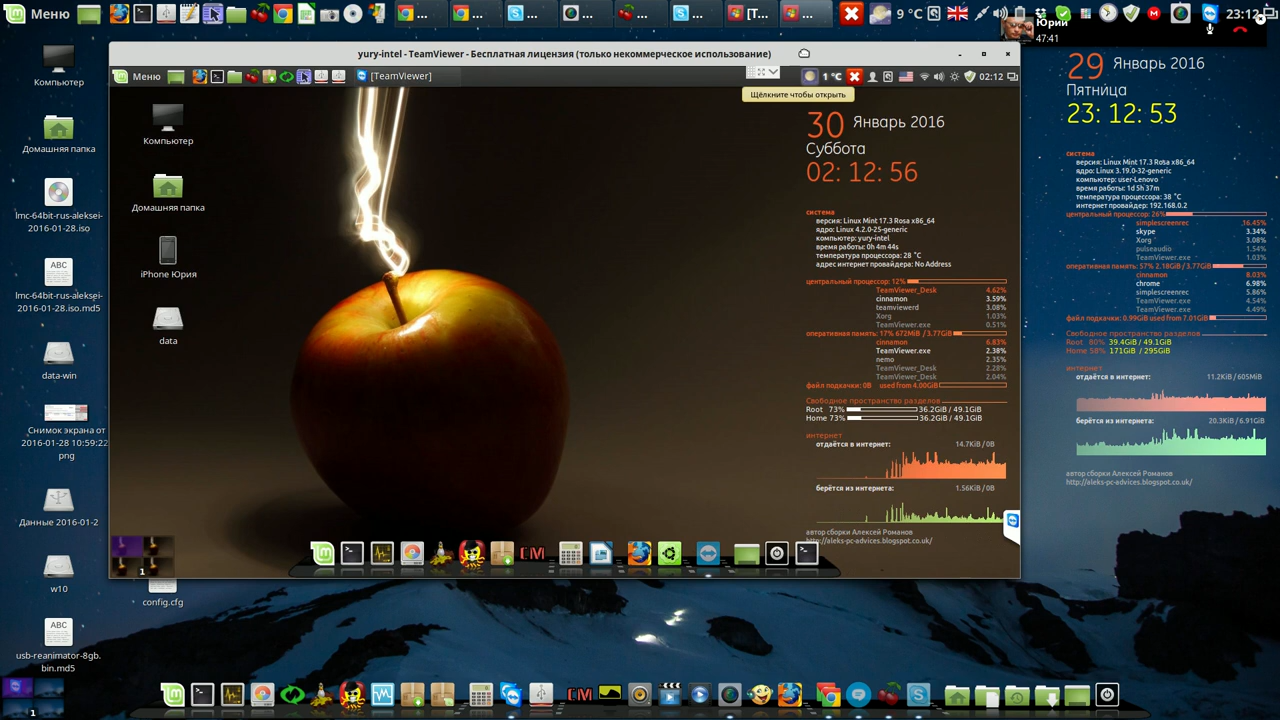 Меню
9 °C
23:12
Юрий
47:41
yury-intel - TeamViewer - Бесплатная лицензия (только некоммерческое использование)
Меню
[TeamViewer]
1 °C
02:12
Щёлкните чтобы открыть
Компьютер
Домашняя папка
lmc-64bit-rus-aleksei-
2016-01-28.iso
lmc-64bit-rus-aleksei-
2016-01-28.iso.md5
data-win
Снимок экрана от
2016-01-28 10:59:22
png
Данные 2016-01-2
w10
usb-reanimator-8gb.
bin.md5
config.cfg
Компьютер
Домашняя папка
iPhone Юрия
data
30 Январь 2016
Суббота
02: 12: 56
система
версия: Linux Mint 17.3 Rosa x86_64
ядро: Linux 4.2.0-25-generic
компьютер: yury-intel
время работы: 0h 4m 44s
температура процессора: 28 °C
адрес интернет провайдера: No Address
центральный процессор: 12%
TeamViewer_Desk 4.62%
cinnamon 3.59%
teamviewerd 3.08%
Xorg 1.03%
TeamViewer.exe 0.51%
оперативная память: 17% 672MiB / 3.77GiB
cinnamon 6.83%
TeamViewer.exe 2.38%
nemo 2.35%
TeamViewer_Desk 2.28%
TeamViewer_Desk 2.04%
файл подкачки: 0B used from 4.00GiB
Свободное пространство разделов
Root 73% 36.2GiB / 49.1GiB
Home 73% 36.2GiB / 49.1GiB
интернет
отдаётся в интернет: 14.7KiB / 0B
берётся из интернета: 1.56KiB / 0B
автор сборки Алексей Романов
http://aleks-pc-advices.blogspot.co.uk/
1
29 Январь 2016
Пятница
23: 12: 53
система
версия: Linux Mint 17.3 Rosa x86_64
ядро: Linux 3.19.0-32-generic
компьютер: user-Lenovo
время работы: 1d 5h 37m
температура процессора: 38 °C
интернет провайдер: 192.168.0.2
центральный процессор: 26%
simplescreenrec 16.45%
skype 3.34%
Xorg 3.08%
pulseaudio 1.54%
TeamViewer.exe 1.03%
оперативная память: 57% 2.18GiB / 3.77GiB
cinnamon 8.03%
chrome 6.98%
simplescreenrec 5.86%
TeamViewer.exe 4.54%
TeamViewer.exe 4.49%
файл подкачки: 0.99GiB used from 7.01GiB
Свободное пространство разделов
Root 80% 39.4GiB / 49.1GiB
Home 58% 171GiB / 295GiB
интернет
отдаётся в интернет: 11.2KiB / 605MiB
берётся из интернета: 20.3KiB / 6.91GiB
автор сборки Алексей Романов
http://aleks-pc-advices.blogspot.co.uk/
1